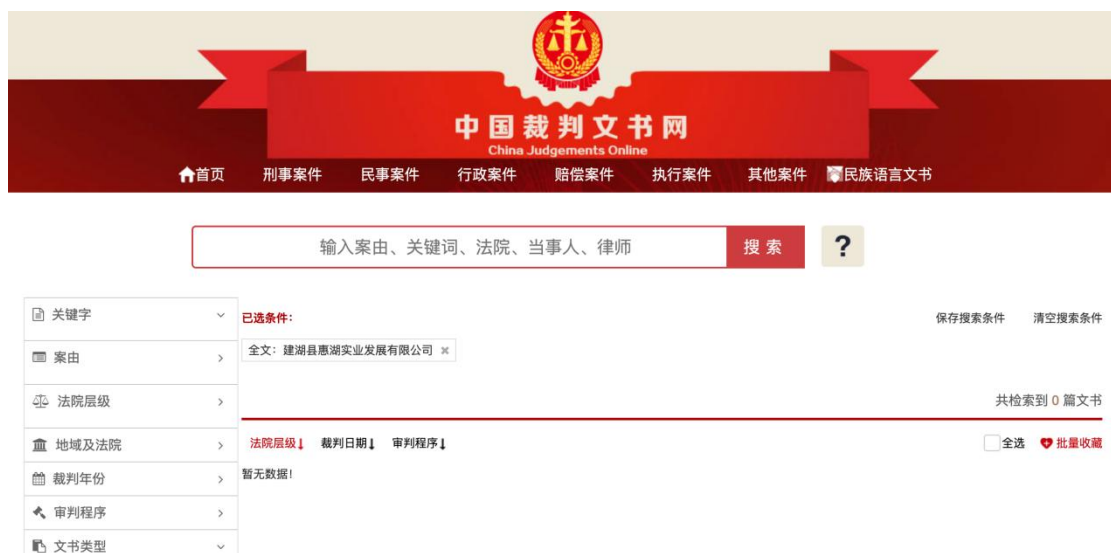 中国裁判文书网
China Judgements Online
首页 刑事案件 民事案件 行政案件 赔偿案件 执行案件 其他案件 民族语言文书
输入案由、关键词、法院、当事人、律师 搜索 ?
关键字
已选条件：
保存搜索条件 清空搜索条件
全文：建湖县惠湖实业发展有限公司 ×
案由
法院层级
共检索到 0 篇文书
地域及法院
法院层级↓ 裁判日期↓ 审判程序↓
全选 批量收藏
裁判年份
暂无数据!
审判程序
文书类型